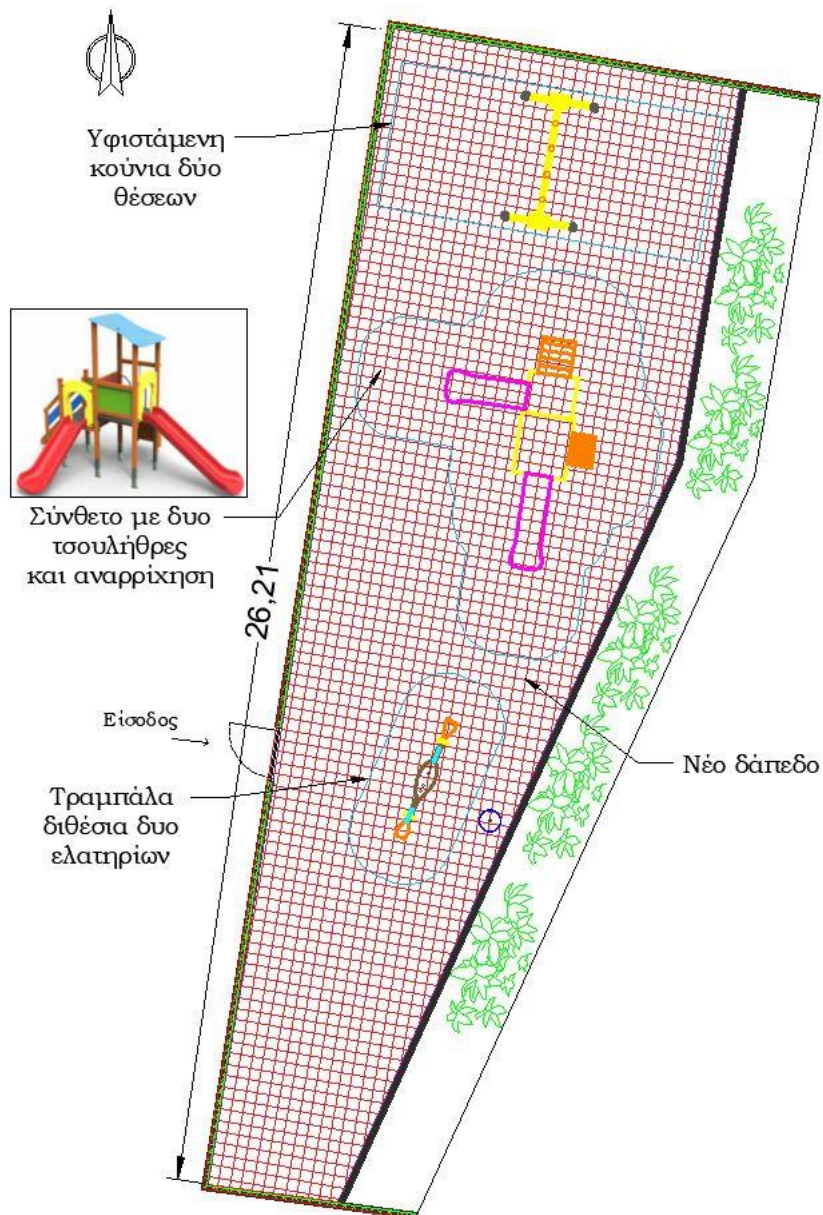 Υφιστάμενη
κούνια δύο
θέσεων
Σύνθετο με δυο
τσουλήθρες
και αναρρίχηση
26,21
Είσοδος
Νέο δάπεδο
Τραμπάλα
διθέσια δυο
ελατηρίων